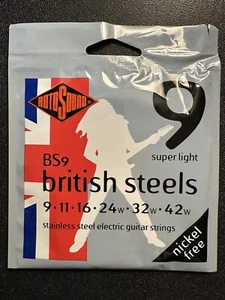 ROTOSOUND
9
super light
BS9
british steels
9•11•16•24w•32w•42w
stainless steel electric guitar strings
nickel
free